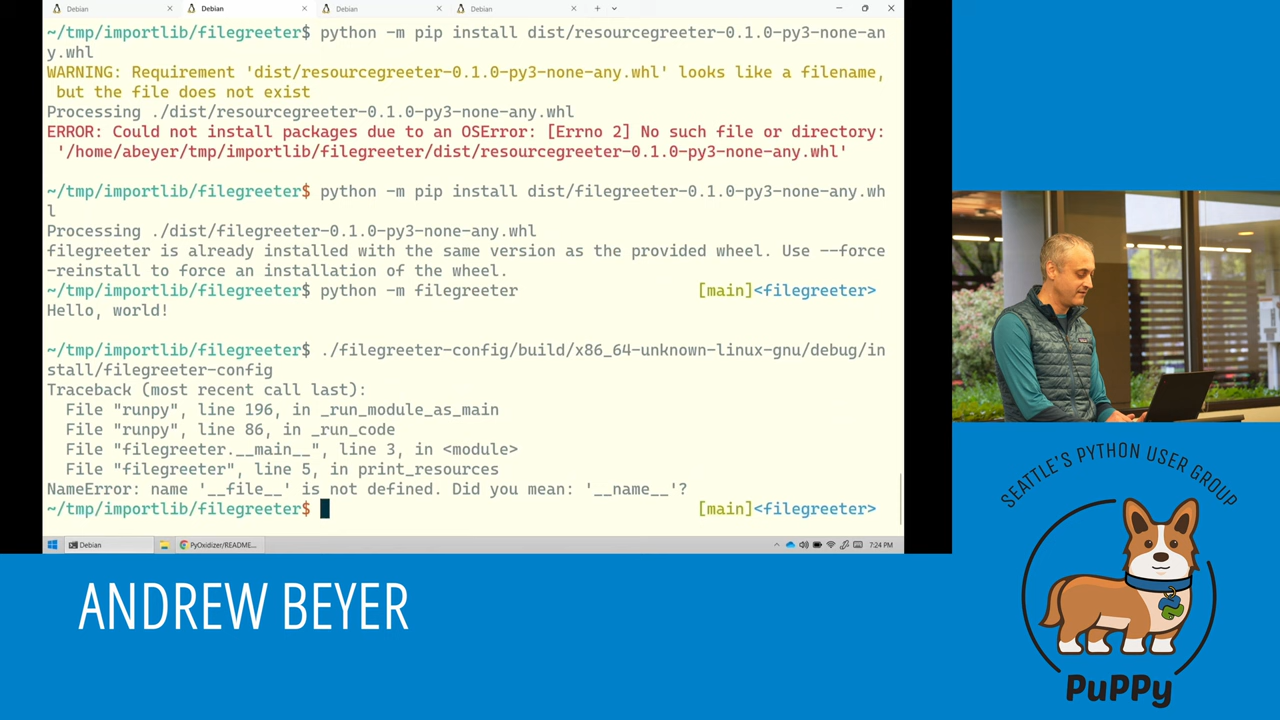 Debian
Debian
Debian
Debian
~/tmp/importlib/filegreeter$ python -m pip install dist/resourcegreeter-0.1.0-py3-none-an
y.whl
WARNING: Requirement 'dist/resourcegreeter-0.1.0-py3-none-any.whl' looks like a filename,
but the file does not exist
Processing ./dist/resourcegreeter-0.1.0-py3-none-any.whl
ERROR: Could not install packages due to an OSError: [Errno 2] No such file or directory:
'/home/abeyer/tmp/importlib/filegreeter/dist/resourcegreeter-0.1.0-py3-none-any.whl'
~/tmp/importlib/filegreeter$ python -m pip install dist/filegreeter-0.1.0-py3-none-any.wh
l
Processing ./dist/filegreeter-0.1.0-py3-none-any.whl
filegreeter is already installed with the same version as the provided wheel. Use --force
-reinstall to force an installation of the wheel.
~/tmp/importlib/filegreeter$ python -m filegreeter [main]<filegreeter>
Hello, world!
~/tmp/importlib/filegreeter$ ./filegreeter-config/build/x86_64-unknown-linux-gnu/debug/in
stall/filegreeter-config
Traceback (most recent call last):
File "runpy", line 196, in _run_module_as_main
File "runpy", line 86, in _run_code
File "filegreeter.__main__", line 3, in <module>
File "filegreeter", line 5, in print_resources
NameError: name '__file__' is not defined. Did you mean: '__name__'?
~/tmp/importlib/filegreeter$ [main]<filegreeter>
Debian
PyOxidizer/README...
7:24 PM
ANDREW BEYER
SEATTLE'S PYTHON USER GROUP
PuPPy